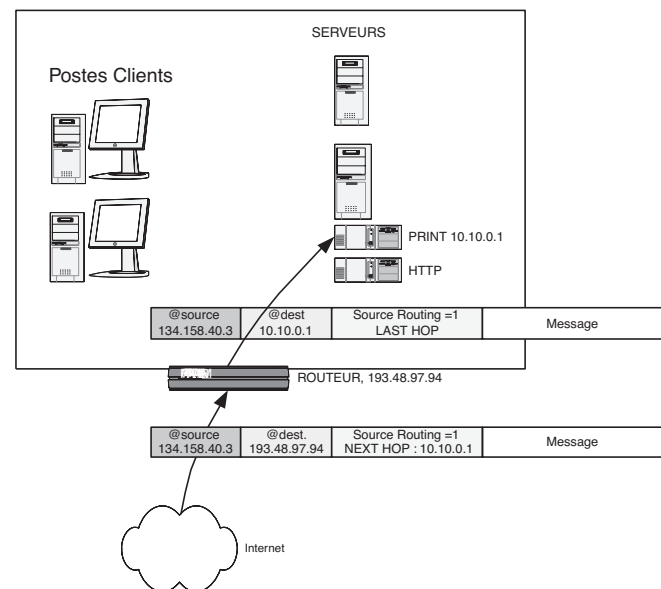 SERVEURS
Postes Clients
PRINT 10.10.0.1
HTTP
@source
134.158.40.3
@dest
10.10.0.1
Source Routing =1
LAST HOP
Message
ROUTEUR, 193.48.97.94
@source
134.158.40.3
@dest.
193.48.97.94
Source Routing =1
NEXT HOP : 10.10.0.1
Message
Internet